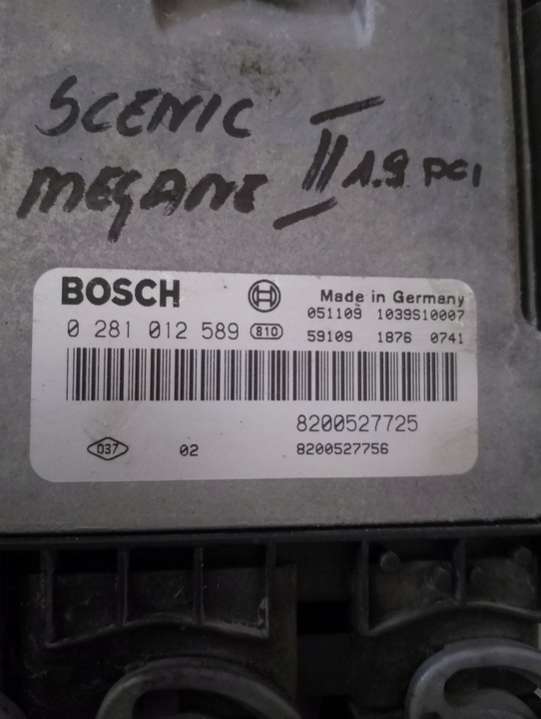 SCENIC
MEGANE II 1.9 DCI
BOSCH
Made in Germany
0 281 012 589 810
051109 1039S10007
59109 1876 0741
8200527725
D37 02 8200527756